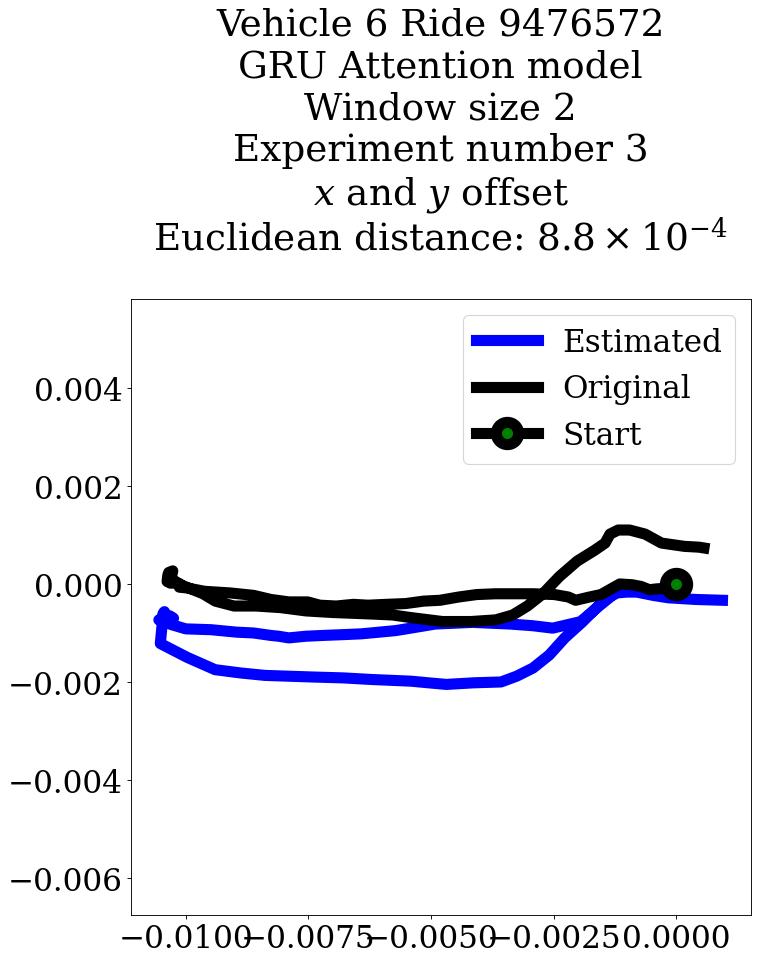 Vehicle 6 Ride 9476572
GRU Attention model
Window size 2
Experiment number 3
x and y offset
Euclidean distance: 8.8 × 10⁻⁴
Estimated
Original
Start
0.004
0.002
0.000
−0.002
−0.004
−0.006
−0.0100 −0.0075 −0.0050 −0.0025 0.0000